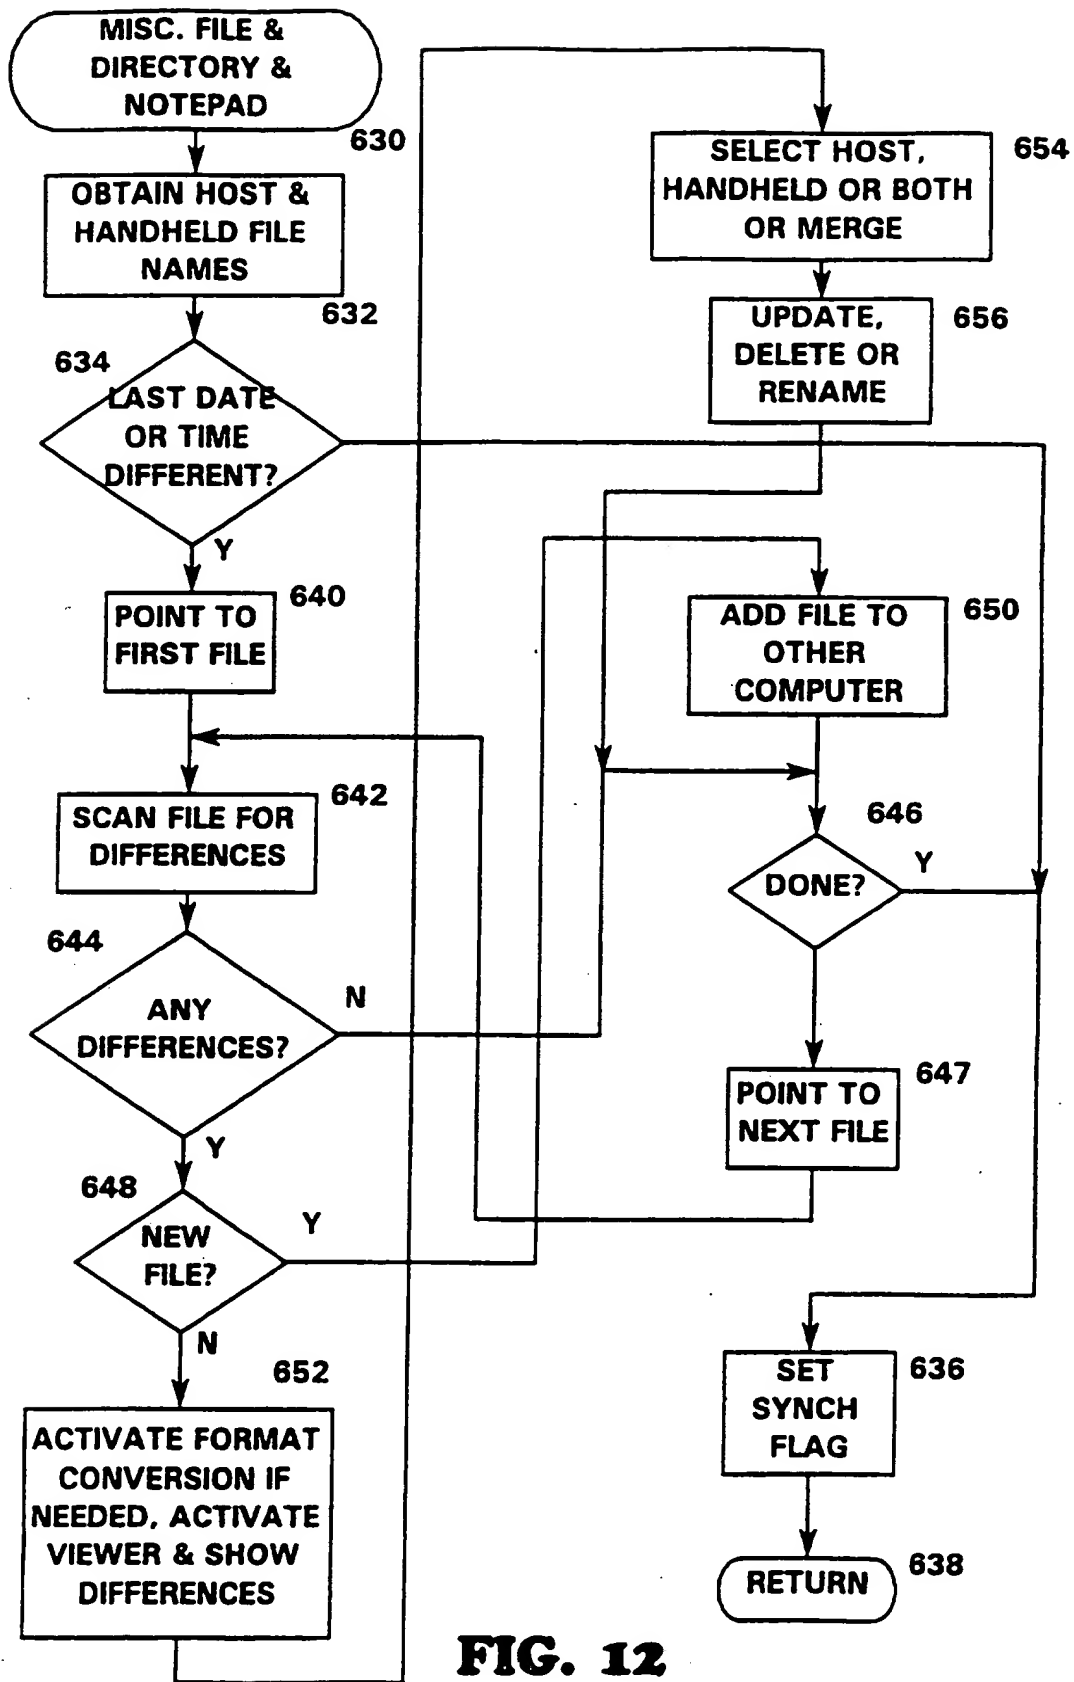 MISC. FILE &
DIRECTORY &
NOTEPAD
630
OBTAIN HOST &
HANDHELD FILE
NAMES
632
634
LAST DATE
OR TIME
DIFFERENT?
Y
640
POINT TO
FIRST FILE
642
SCAN FILE FOR
DIFFERENCES
644
ANY
DIFFERENCES?
N
Y
648
NEW
FILE?
Y
N
652
ACTIVATE FORMAT
CONVERSION IF
NEEDED, ACTIVATE
VIEWER & SHOW
DIFFERENCES
654
SELECT HOST,
HANDHELD OR BOTH
OR MERGE
656
UPDATE,
DELETE OR
RENAME
650
ADD FILE TO
OTHER
COMPUTER
646
DONE?
Y
647
POINT TO
NEXT FILE
636
SET
SYNCH
FLAG
638
RETURN
FIG. 12